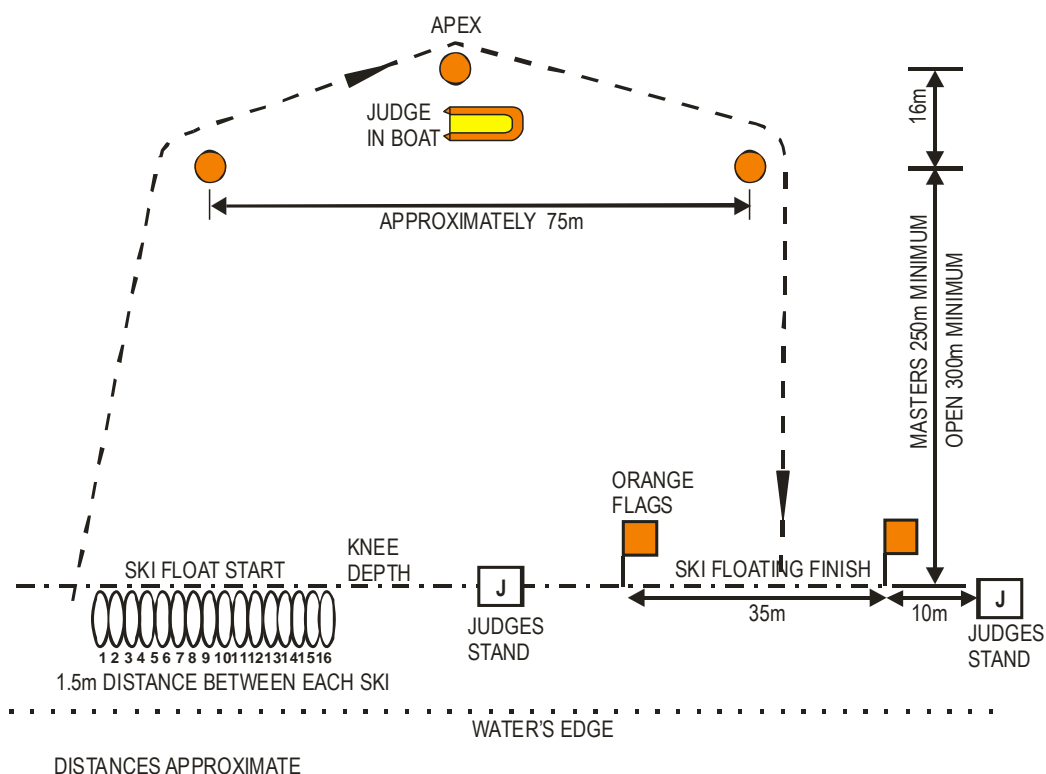 APEX
16m
JUDGE
IN BOAT
APPROXIMATELY 75m
MASTERS 250m MINIMUM
OPEN 300m MINIMUM
ORANGE
FLAGS
KNEE
DEPTH
SKI FLOAT START
SKI FLOATING FINISH
J
J
35m
10m
JUDGES
STAND
JUDGES
STAND
1 2 3 4 5 6 7 8 9 10 11 12 13 14 15 16
1.5m DISTANCE BETWEEN EACH SKI
WATER'S EDGE
DISTANCES APPROXIMATE